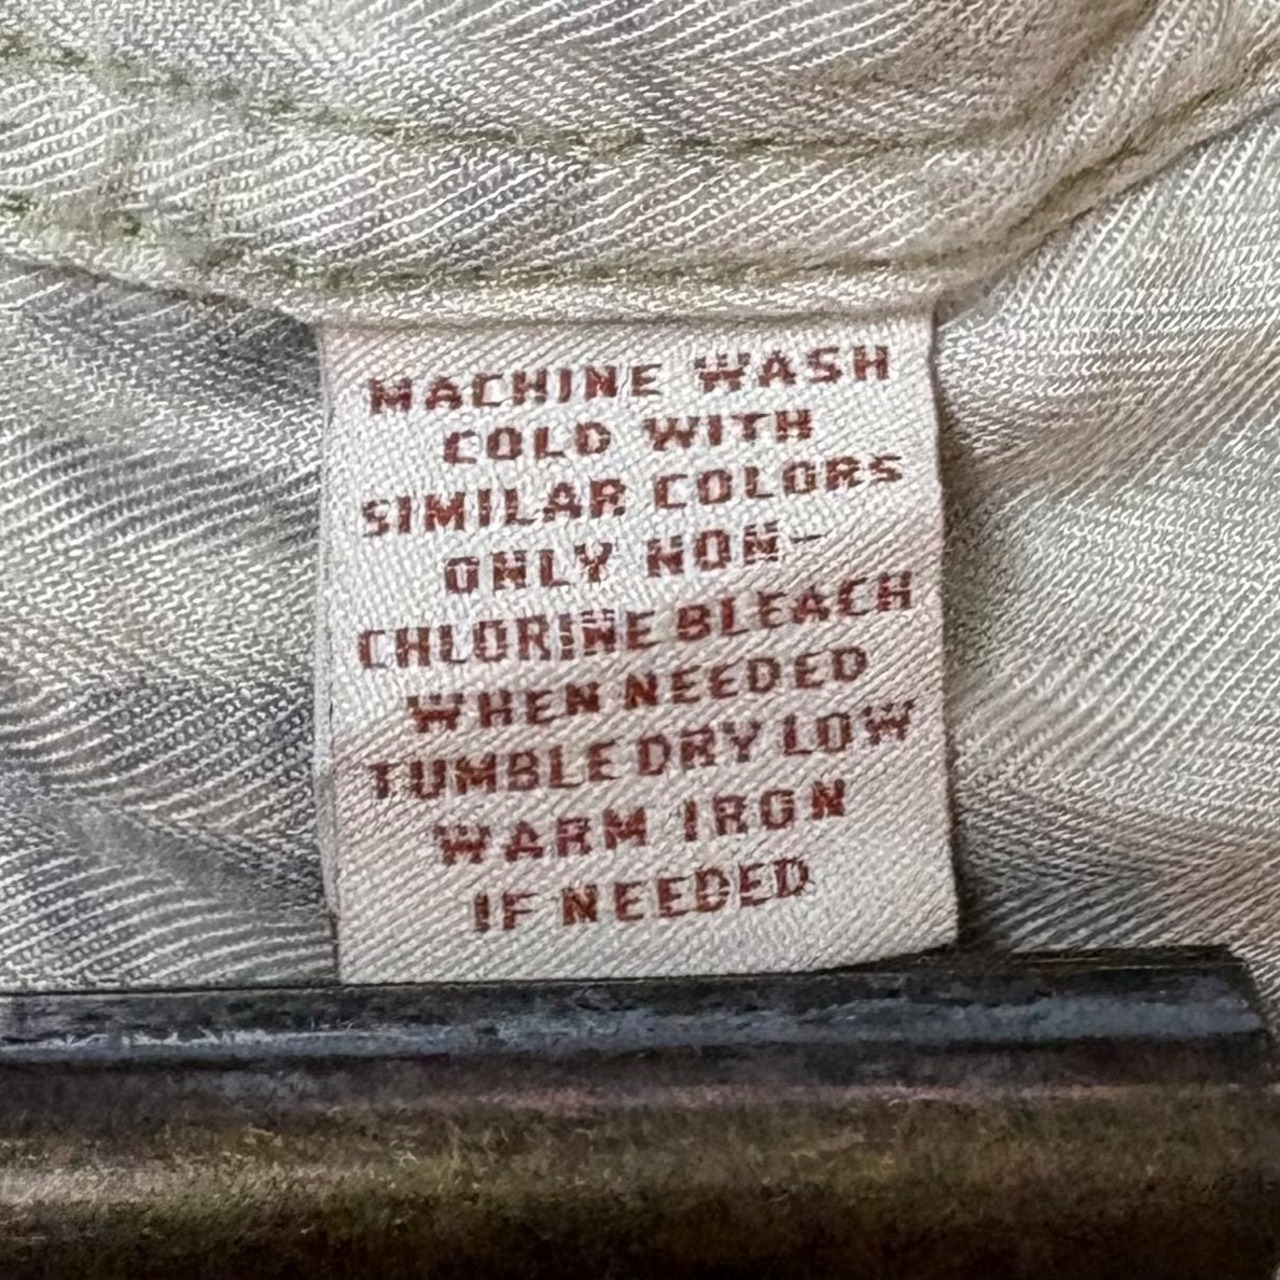 MACHINE WASH
COLD WITH
SIMILAR COLORS
ONLY NON-
CHLORINE BLEACH
WHEN NEEDED
TUMBLE DRY LOW
WARM IRON
IF NEEDED